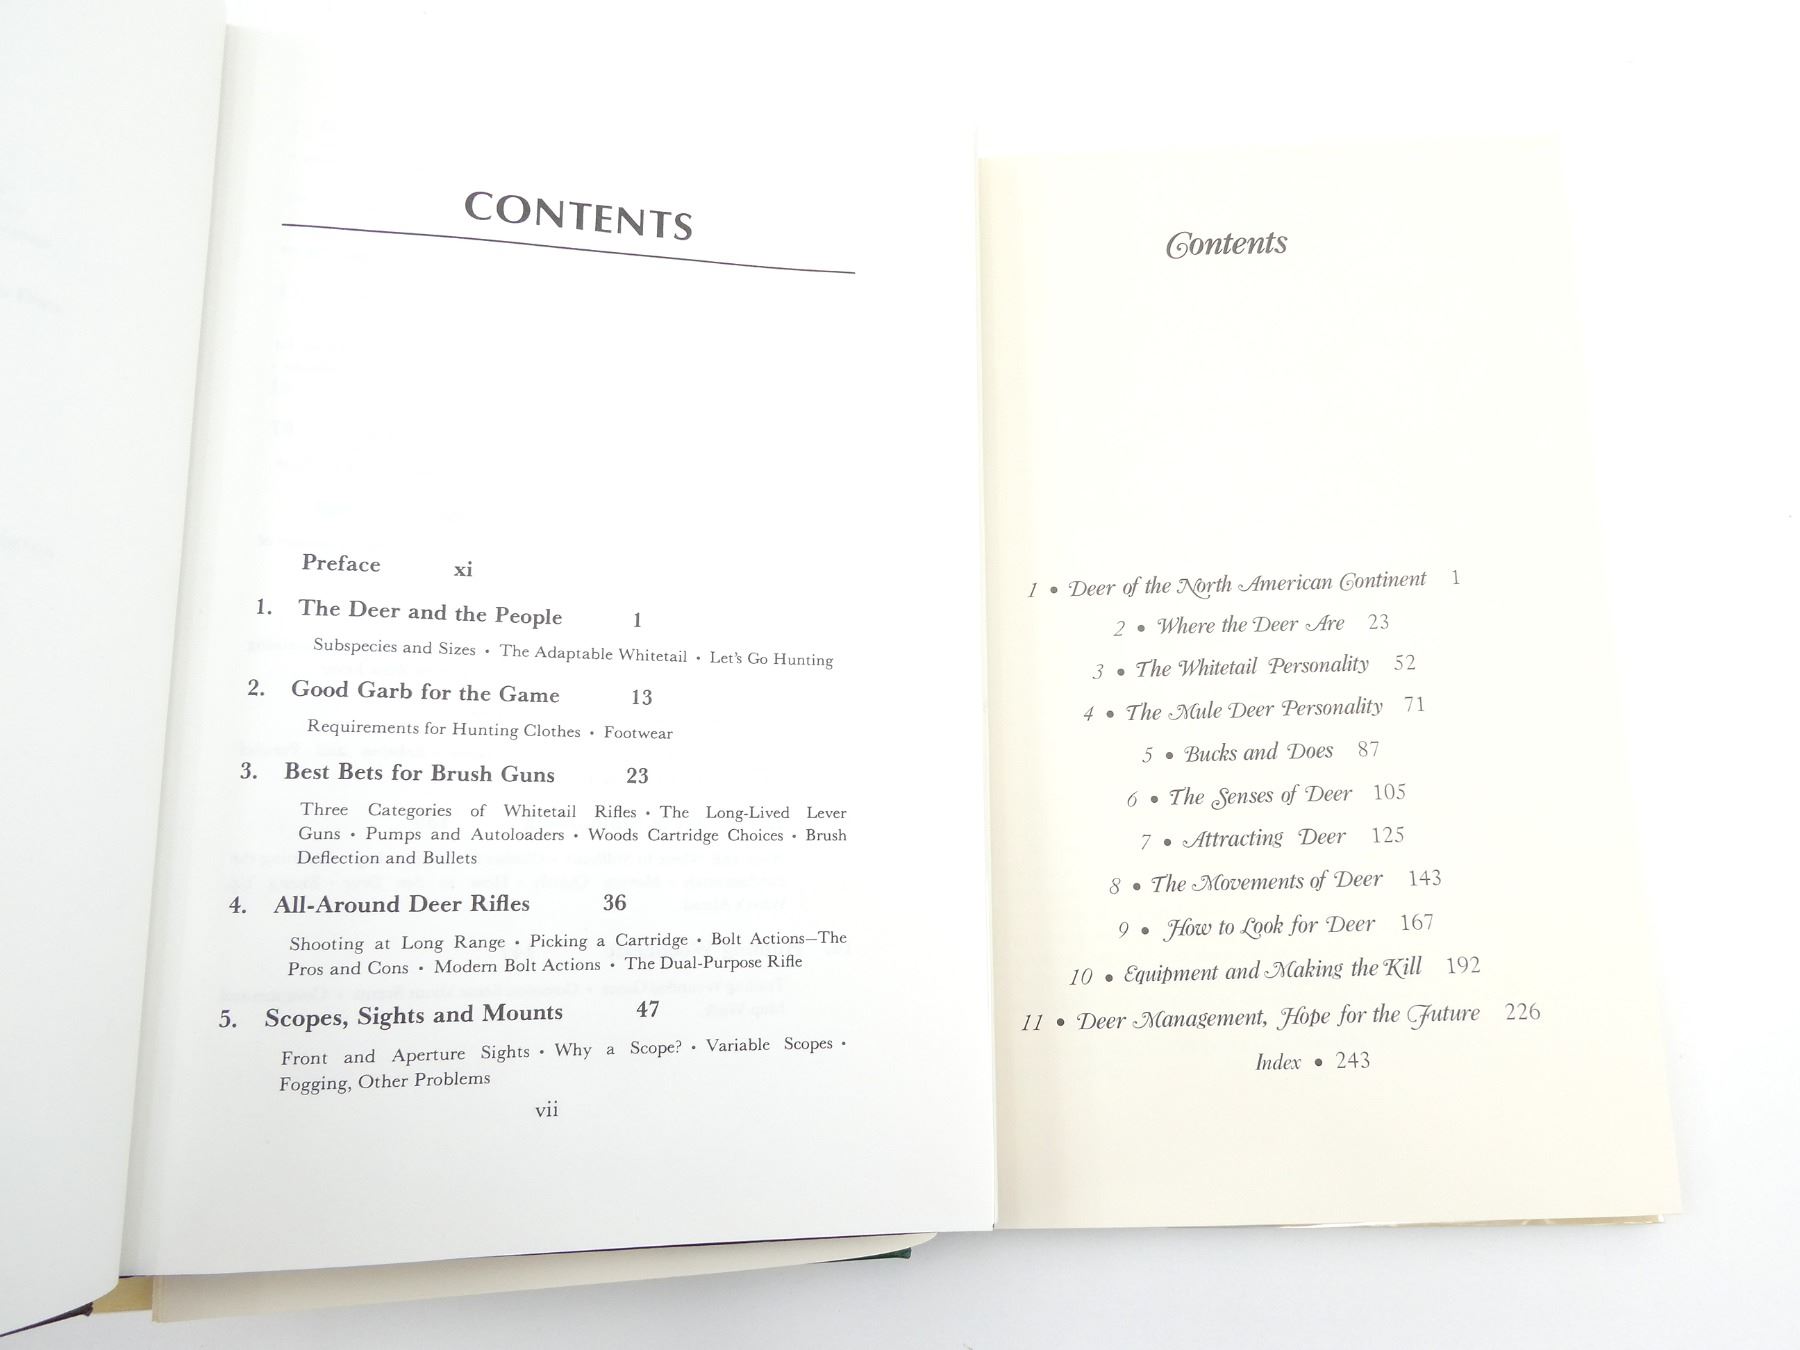 CONTENTS
Preface xi
1. The Deer and the People 1
Subspecies and Sizes • The Adaptable Whitetail • Let's Go Hunting
2. Good Garb for the Game 13
Requirements for Hunting Clothes • Footwear
3. Best Bets for Brush Guns 23
Three Categories of Whitetail Rifles • The Long-Lived Lever
Guns • Pumps and Autoloaders • Woods Cartridge Choices • Brush
Deflection and Bullets
4. All-Around Deer Rifles 36
Shooting at Long Range • Picking a Cartridge • Bolt Actions—The
Pros and Cons • Modern Bolt Actions • The Dual-Purpose Rifle
5. Scopes, Sights and Mounts 47
Front and Aperture Sights • Why a Scope? • Variable Scopes •
Fogging, Other Problems
vii
Contents
1 • Deer of the North American Continent 1
2 • Where the Deer Are 23
3 • The Whitetail Personality 52
4 • The Mule Deer Personality 71
5 • Bucks and Does 87
6 • The Senses of Deer 105
7 • Attracting Deer 125
8 • The Movements of Deer 143
9 • How to Look for Deer 167
10 • Equipment and Making the Kill 192
11 • Deer Management, Hope for the Future 226
Index • 243